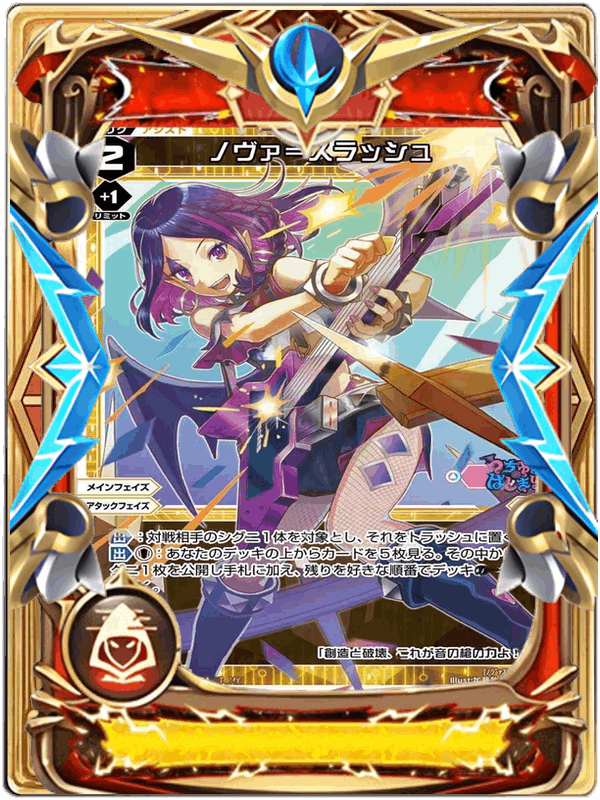 アシスト
2
ノヴァ＝スラッシュ
+1
リミット
メインフェイズ
アタックフェイズ
出：対戦相手のシグニ１体を対象とし、それをトラッシュに置く
出：あなたのデッキの上からカードを５枚見る。その中か
グニ１枚を公開し手札に加え、残りを好きな順番でデッキの
「創造と破壊、これが音の槍の力よ！
Illust: